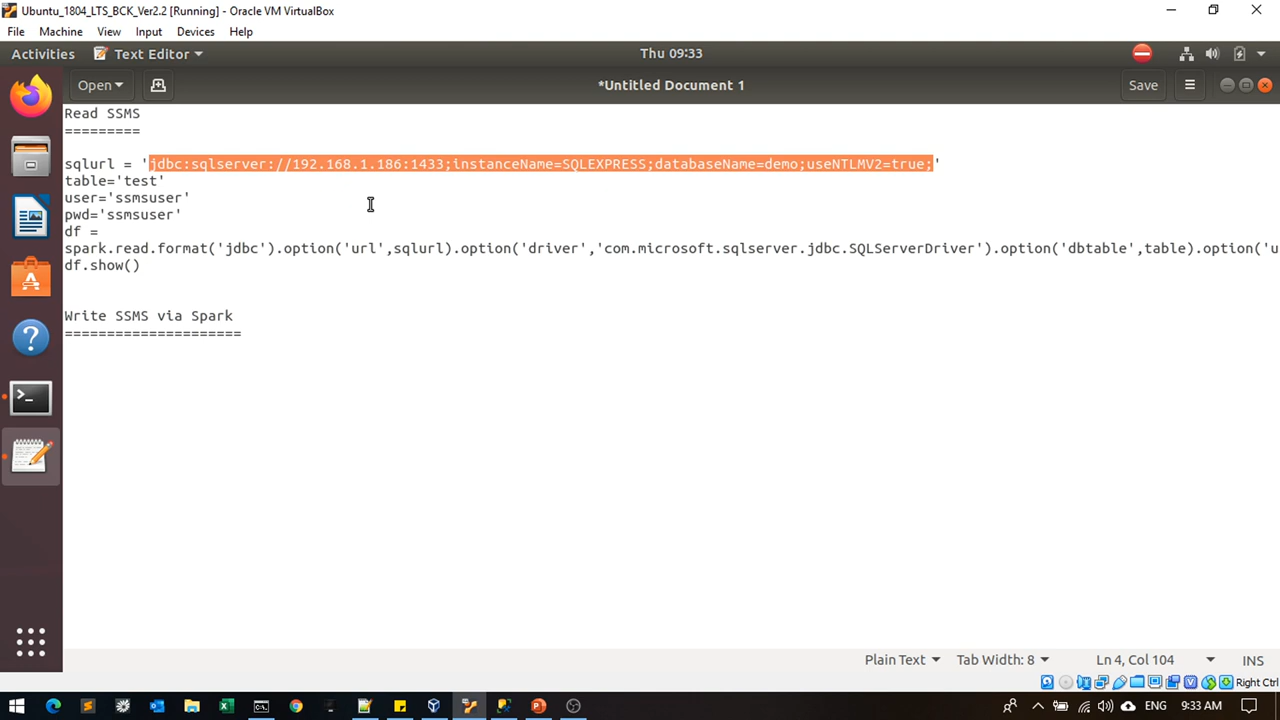 Ubuntu_1804_LTS_BCK_Ver2.2 [Running] - Oracle VM VirtualBox
File Machine View Input Devices Help
Activities Text Editor Thu 09:33
Open *Untitled Document 1 Save
Read SSMS
=========
sqlurl = 'jdbc:sqlserver://192.168.1.186:1433;instanceName=SQLEXPRESS;databaseName=demo;useNTLMV2=true;'
table='test'
user='ssmsuser'
pwd='ssmsuser'
df =
spark.read.format('jdbc').option('url',sqlurl).option('driver','com.microsoft.sqlserver.jdbc.SQLServerDriver').option('dbtable',table).option('u
df.show()
Write SSMS via Spark
=====================
Plain Text Tab Width: 8 Ln 4, Col 104 INS
Right Ctrl
ENG 9:33 AM